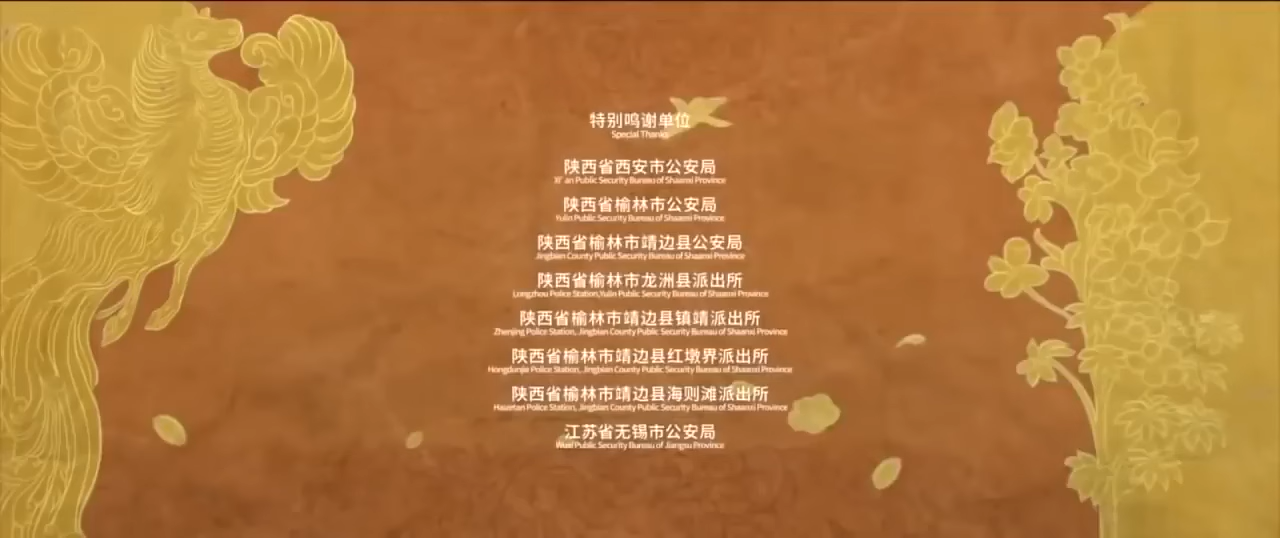 特别鸣谢单位
Special Thanks
陕西省西安市公安局
Xi' an Public Security Bureau of Shaanxi Province
陕西省榆林市公安局
Yulin Public Security Bureau of Shaanxi Province
陕西省榆林市靖边县公安局
Jingbian County Public Security Bureau of Shaanxi Province
陕西省榆林市龙洲县派出所
Longzhou Police Station,Yulin Public Security Bureau of Shaanxi Province
陕西省榆林市靖边县镇靖派出所
Zhenjing Police Station, Jingbian County Public Security Bureau of Shaanxi Province
陕西省榆林市靖边县红墩界派出所
Hongdunjie Police Station, Jingbian County Public Security Bureau of Shaanxi Province
陕西省榆林市靖边县海则滩派出所
Police Station, Jingbian County Public Security Bureau of Shaanxi Province
江苏省无锡市公安局
Wuxi Public Security Bureau of Jiangsu Province